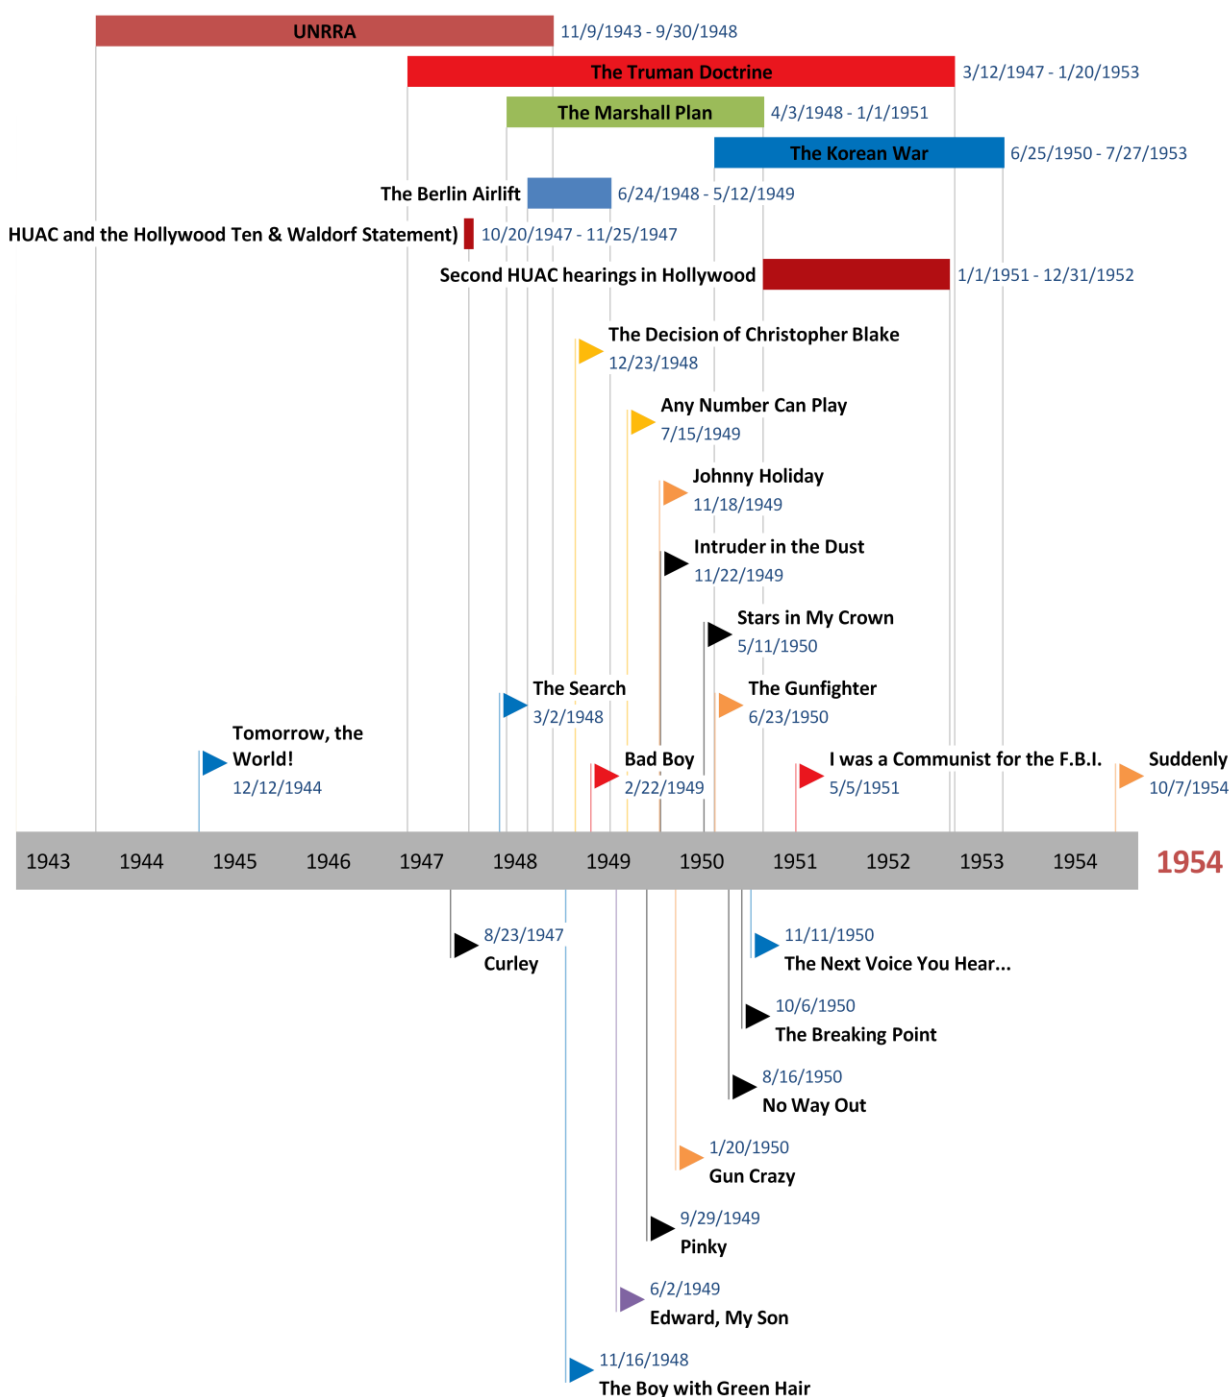 UNRRA 11/9/1943 - 9/30/1948
The Truman Doctrine 3/12/1947 - 1/20/1953
The Marshall Plan 4/3/1948 - 1/1/1951
The Korean War 6/25/1950 - 7/27/1953
The Berlin Airlift 6/24/1948 - 5/12/1949
HUAC and the Hollywood Ten & Waldorf Statement) 10/20/1947 - 11/25/1947
Second HUAC hearings in Hollywood 1/1/1951 - 12/31/1952
The Decision of Christopher Blake
12/23/1948
Any Number Can Play
7/15/1949
Johnny Holiday
11/18/1949
Intruder in the Dust
11/22/1949
Stars in My Crown
5/11/1950
The Search
3/2/1948
The Gunfighter
6/23/1950
Tomorrow, the
World!
12/12/1944
Bad Boy
2/22/1949
I was a Communist for the F.B.I.
5/5/1951
Suddenly
10/7/1954
1943 1944 1945 1946 1947 1948 1949 1950 1951 1952 1953 1954 1954
8/23/1947
Curley
11/11/1950
The Next Voice You Hear...
10/6/1950
The Breaking Point
8/16/1950
No Way Out
1/20/1950
Gun Crazy
9/29/1949
Pinky
6/2/1949
Edward, My Son
11/16/1948
The Boy with Green Hair